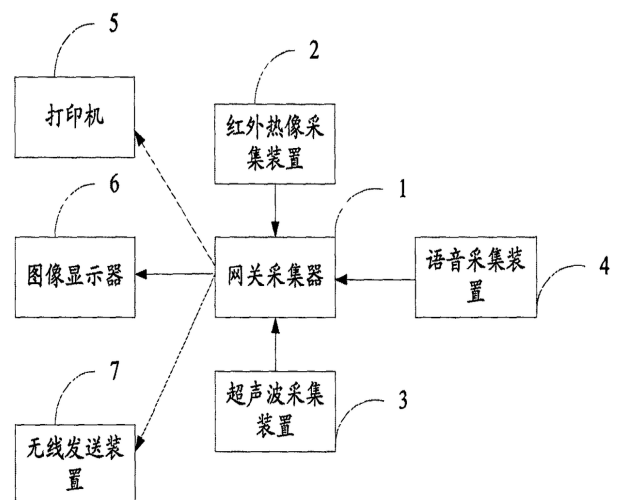 5
打印机
2
红外热像采
集装置
6
图像显示器
1
网关采集器
语音采集装
置
4
7
无线发送装
置
超声波采集
装置
3